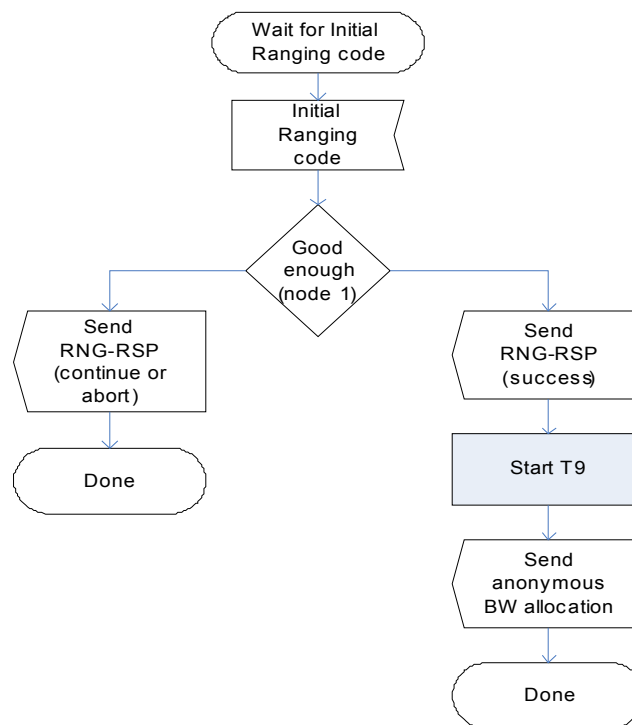 Wait for Initial
Ranging code
Initial
Ranging
code
Good
enough
(node 1)
Send
RNG-RSP
(continue or
abort)
Done
Send
RNG-RSP
(success)
Start T9
Send
anonymous
BW allocation
Done